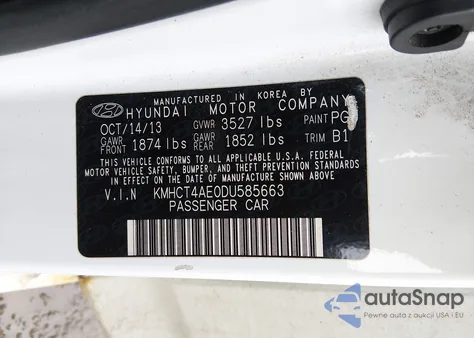 MANUFACTURED IN KOREA BY
HYUNDAI MOTOR COMPANY
OCT/14/13 GVWR 3527 lbs PAINT PG
GAWR FRONT 1874 lbs GAWR REAR 1852 lbs TRIM B1
THIS VEHICLE CONFORMS TO ALL APPLICABLE U.S. FEDERAL
MOTOR VEHICLE SAFETY, BUMPER, AND THEFT PREVENTION STANDARDS
IN EFFECT ON THE DATE OF MANUFACTURE SHOWN ABOVE.
V.I.N KMHCT4AE0DU585663
PASSENGER CAR
autoSnap
Pewne auta z aukcji USA i EU